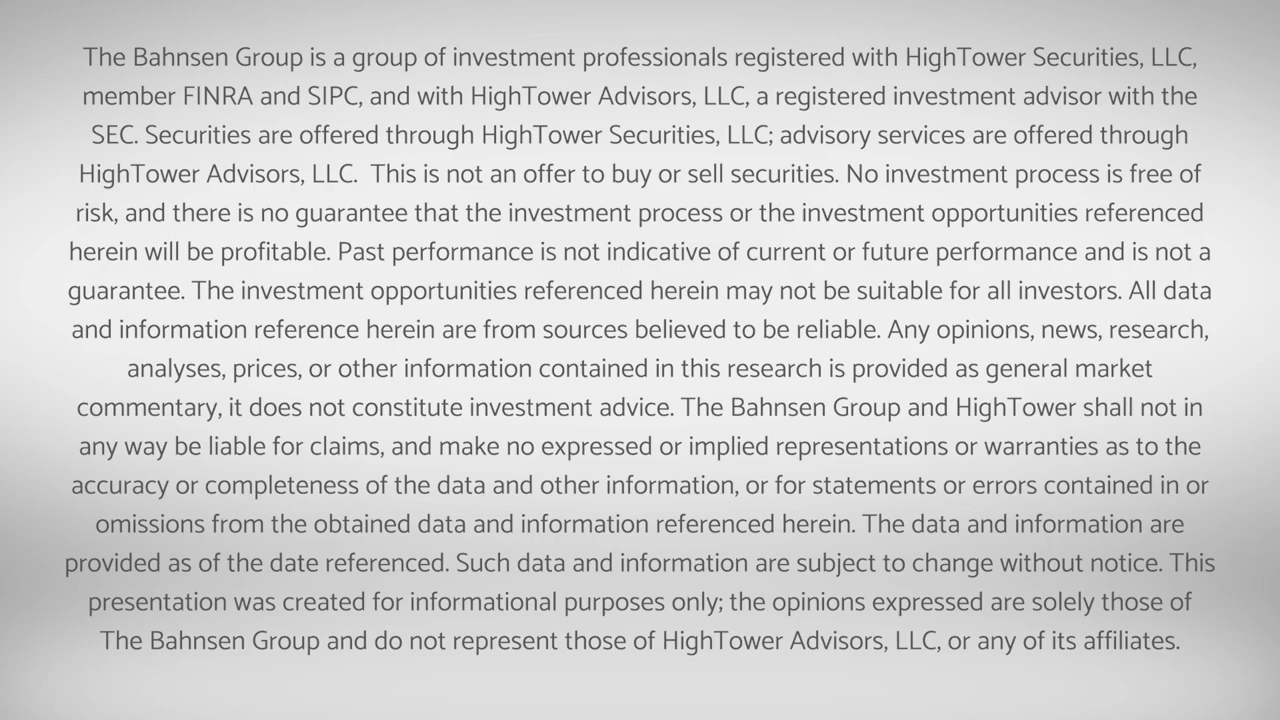 The Bahnsen Group is a group of investment professionals registered with HighTower Securities, LLC,
member FINRA and SIPC, and with HighTower Advisors, LLC, a registered investment advisor with the
SEC. Securities are offered through HighTower Securities, LLC; advisory services are offered through
HighTower Advisors, LLC.  This is not an offer to buy or sell securities. No investment process is free of
risk, and there is no guarantee that the investment process or the investment opportunities referenced
herein will be profitable. Past performance is not indicative of current or future performance and is not a
guarantee. The investment opportunities referenced herein may not be suitable for all investors. All data
and information reference herein are from sources believed to be reliable. Any opinions, news, research,
analyses, prices, or other information contained in this research is provided as general market
commentary, it does not constitute investment advice. The Bahnsen Group and HighTower shall not in
any way be liable for claims, and make no expressed or implied representations or warranties as to the
accuracy or completeness of the data and other information, or for statements or errors contained in or
omissions from the obtained data and information referenced herein. The data and information are
provided as of the date referenced. Such data and information are subject to change without notice. This
presentation was created for informational purposes only; the opinions expressed are solely those of
The Bahnsen Group and do not represent those of HighTower Advisors, LLC, or any of its affiliates.